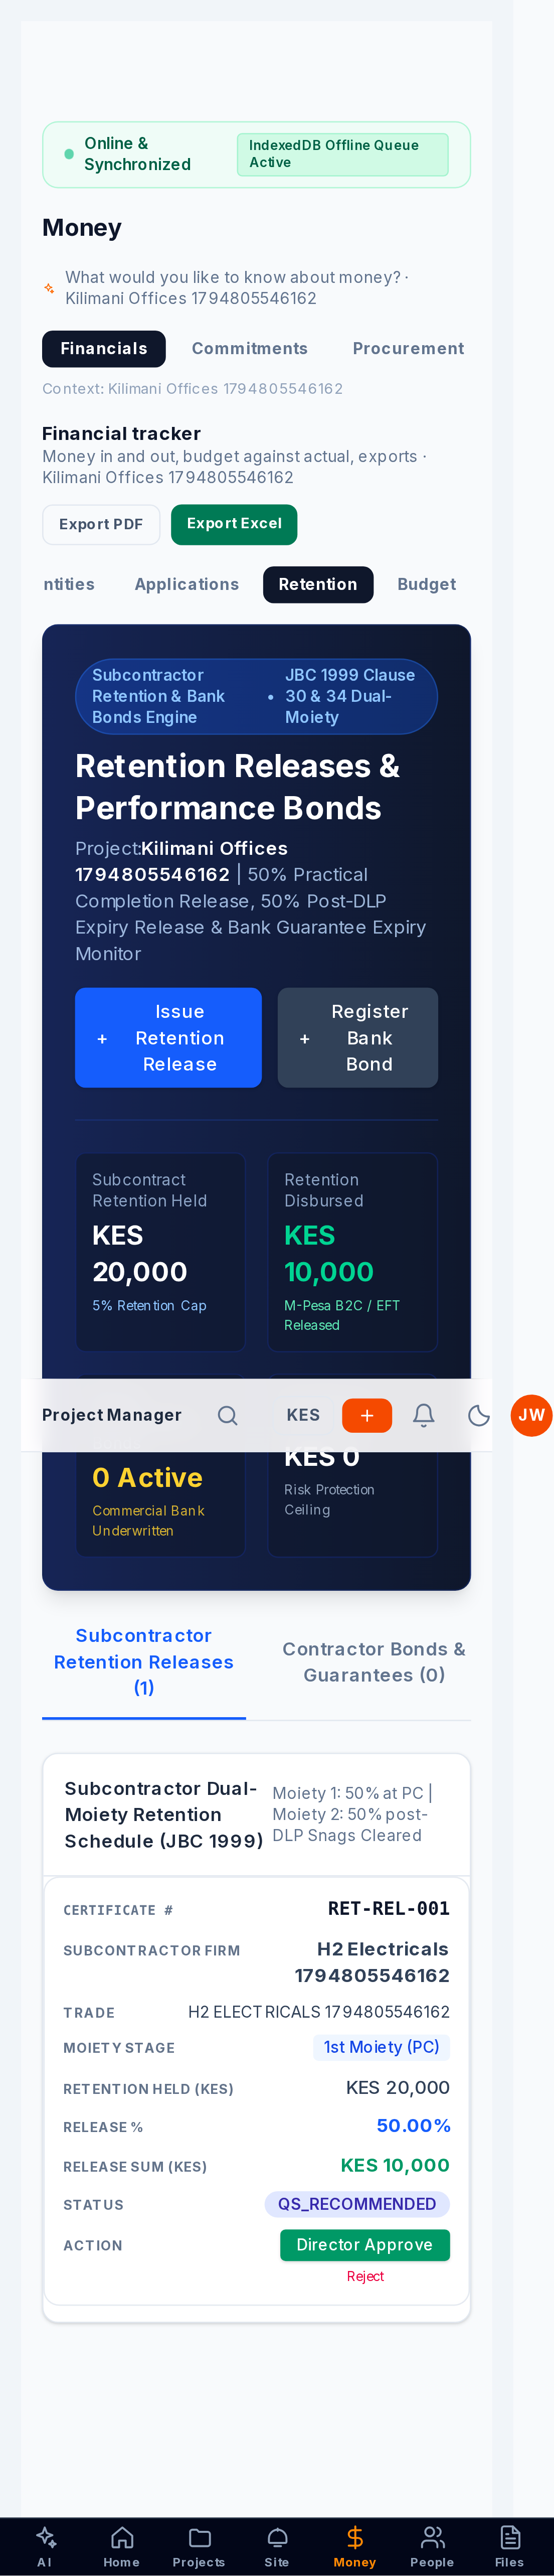 Online &
Synchronized
IndexedDB Offline Queue
Active
Money
What would you like to know about money? ·
Kilimani Offices 1794805546162
Financials
Commitments
Procurement
Context: Kilimani Offices 1794805546162
Financial tracker
Money in and out, budget against actual, exports ·
Kilimani Offices 1794805546162
Export PDF
Export Excel
ntities
Applications
Retention
Budget
Subcontractor
Retention & Bank
Bonds Engine
•
JBC 1999 Clause
30 & 34 Dual-
Moiety
Retention Releases &
Performance Bonds
Project:Kilimani Offices
1794805546162 | 50% Practical
Completion Release, 50% Post-DLP
Expiry Release & Bank Guarantee Expiry
Monitor
+ Issue
Retention
Release
+ Register
Bank
Bond
Subcontract
Retention Held
KES
20,000
5% Retention Cap
Retention
Disbursed
KES
10,000
M-Pesa B2C / EFT
Released
Project Manager
KES
+
JW
0 Active
Commercial Bank
Underwritten
KES 0
Risk Protection
Ceiling
Subcontractor
Retention Releases
(1)
Contractor Bonds &
Guarantees (0)
Subcontractor Dual-
Moiety Retention
Schedule (JBC 1999)
Moiety 1: 50% at PC |
Moiety 2: 50% post-
DLP Snags Cleared
CERTIFICATE #
RET-REL-001
SUBCONTRACTOR FIRM
H2 Electricals
1794805546162
TRADE
H2 ELECTRICALS 1794805546162
MOIETY STAGE
1st Moiety (PC)
RETENTION HELD (KES)
KES 20,000
RELEASE %
50.00%
RELEASE SUM (KES)
KES 10,000
STATUS
QS_RECOMMENDED
ACTION
Director Approve
Reject
AI
Home
Projects
Site
Money
People
Files